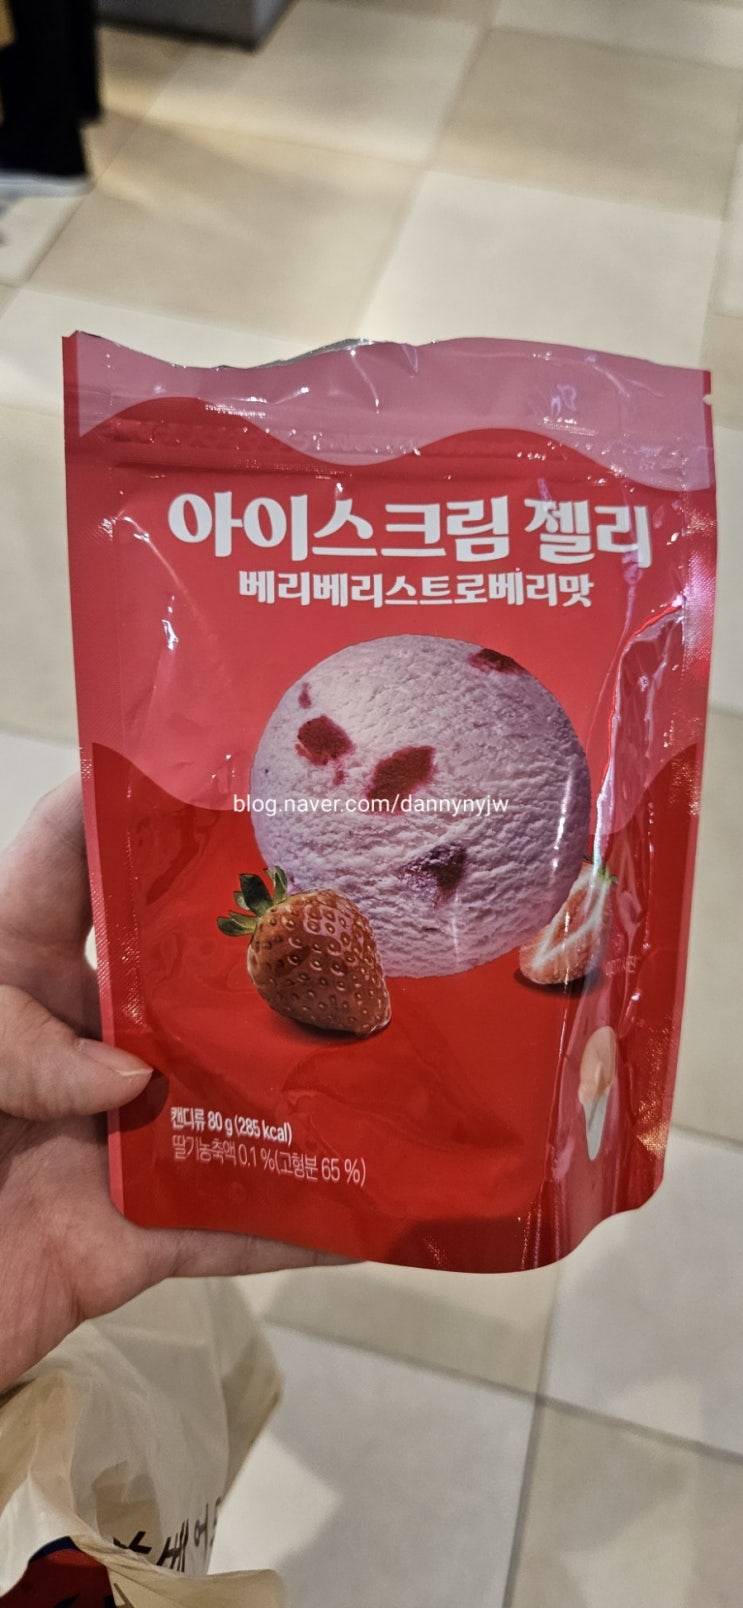 아이스크림 젤리
베리베리스트로베리맛
blog.naver.com/dannynyjw
캔디류 80 g (285 kcal)
딸기농축액 0.1 %(고형분 65 %)